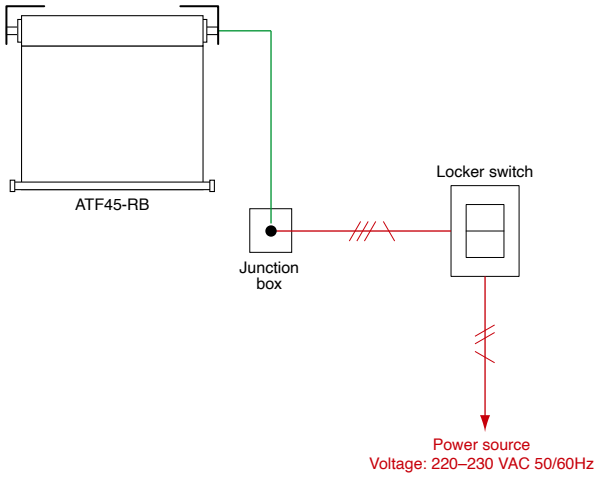 ATF45-RB
Locker switch
Junction
box
Power source
Voltage: 220–230 VAC 50/60Hz